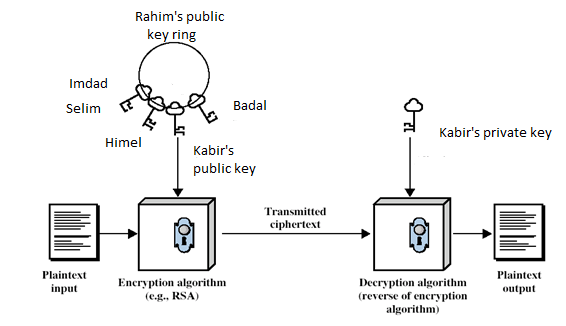 Rahim's public
key ring
Imdad
Selim
Himel
Badal
Kabir's
public key
Kabir's private key
Transmitted
ciphertext
Plaintext
input
Encryption algorithm
(e.g., RSA)
Decryption algorithm
(reverse of encryption
algorithm)
Plaintext
output